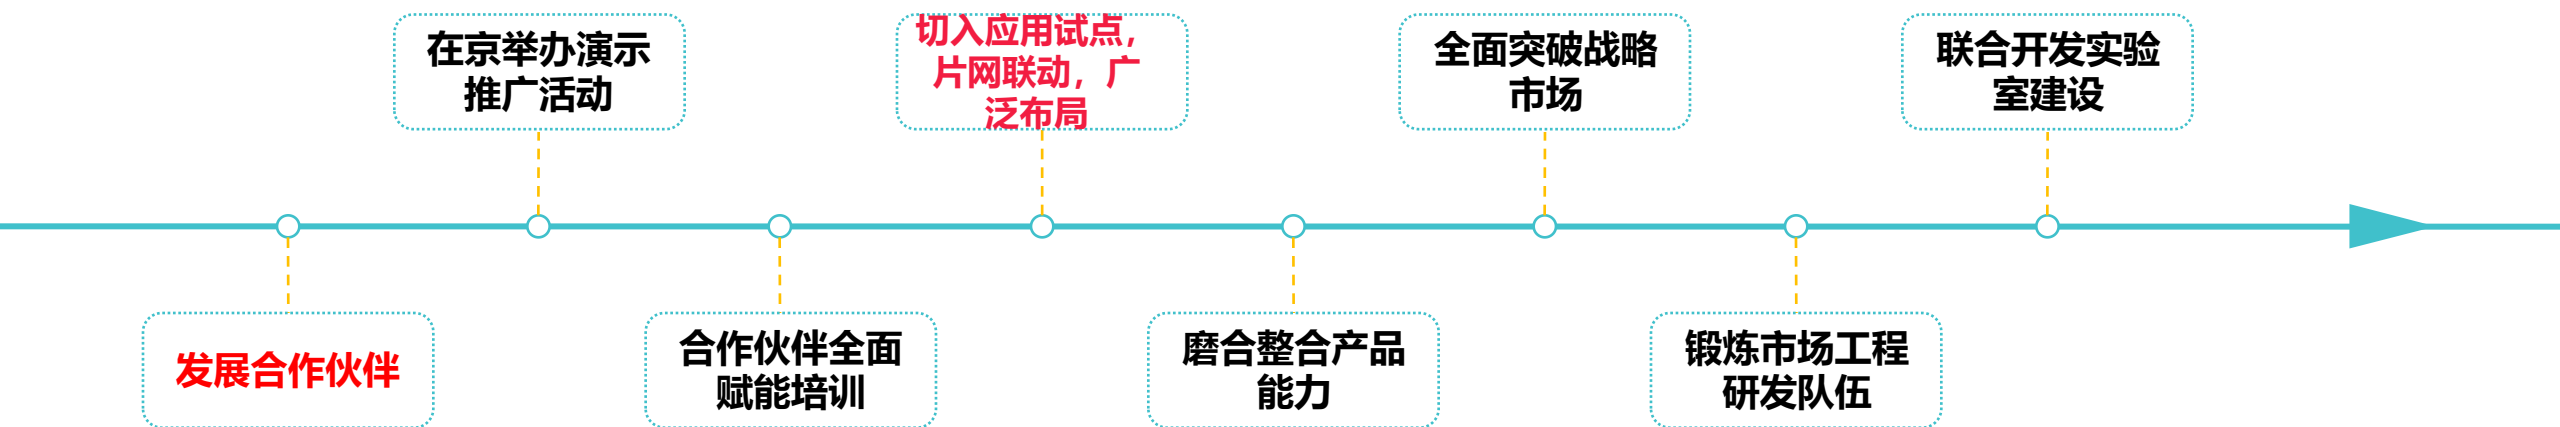 在京举办演示
推广活动
切入应用试点，
片网联动，广
泛布局
全面突破战略
市场
联合开发实验
室建设
发展合作伙伴
合作伙伴全面
赋能培训
磨合整合产品
能力
锻炼市场工程
研发队伍